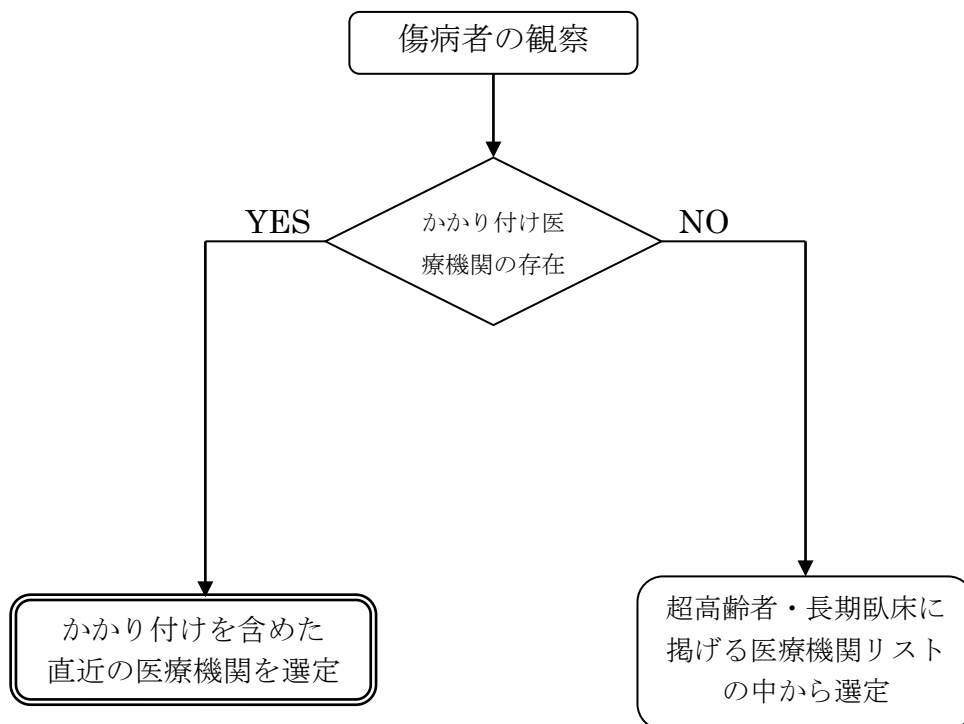 傷病者の観察
YES
NO
かかり付け医
療機関の存在
かかり付けを含めた
直近の医療機関を選定
超高齢者・長期臥床に
掲げる医療機関リスト
の中から選定